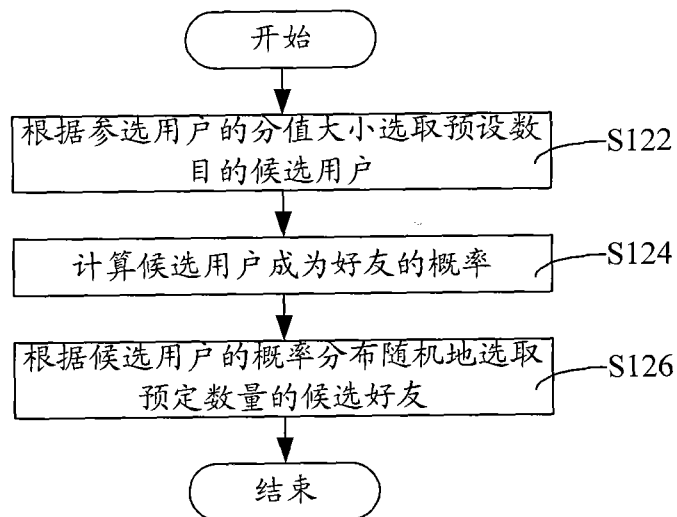 开始
根据参选用户的分值大小选取预设数
目的候选用户
S122
计算候选用户成为好友的概率
S124
根据候选用户的概率分布随机地选取
预定数量的候选好友
S126
结束